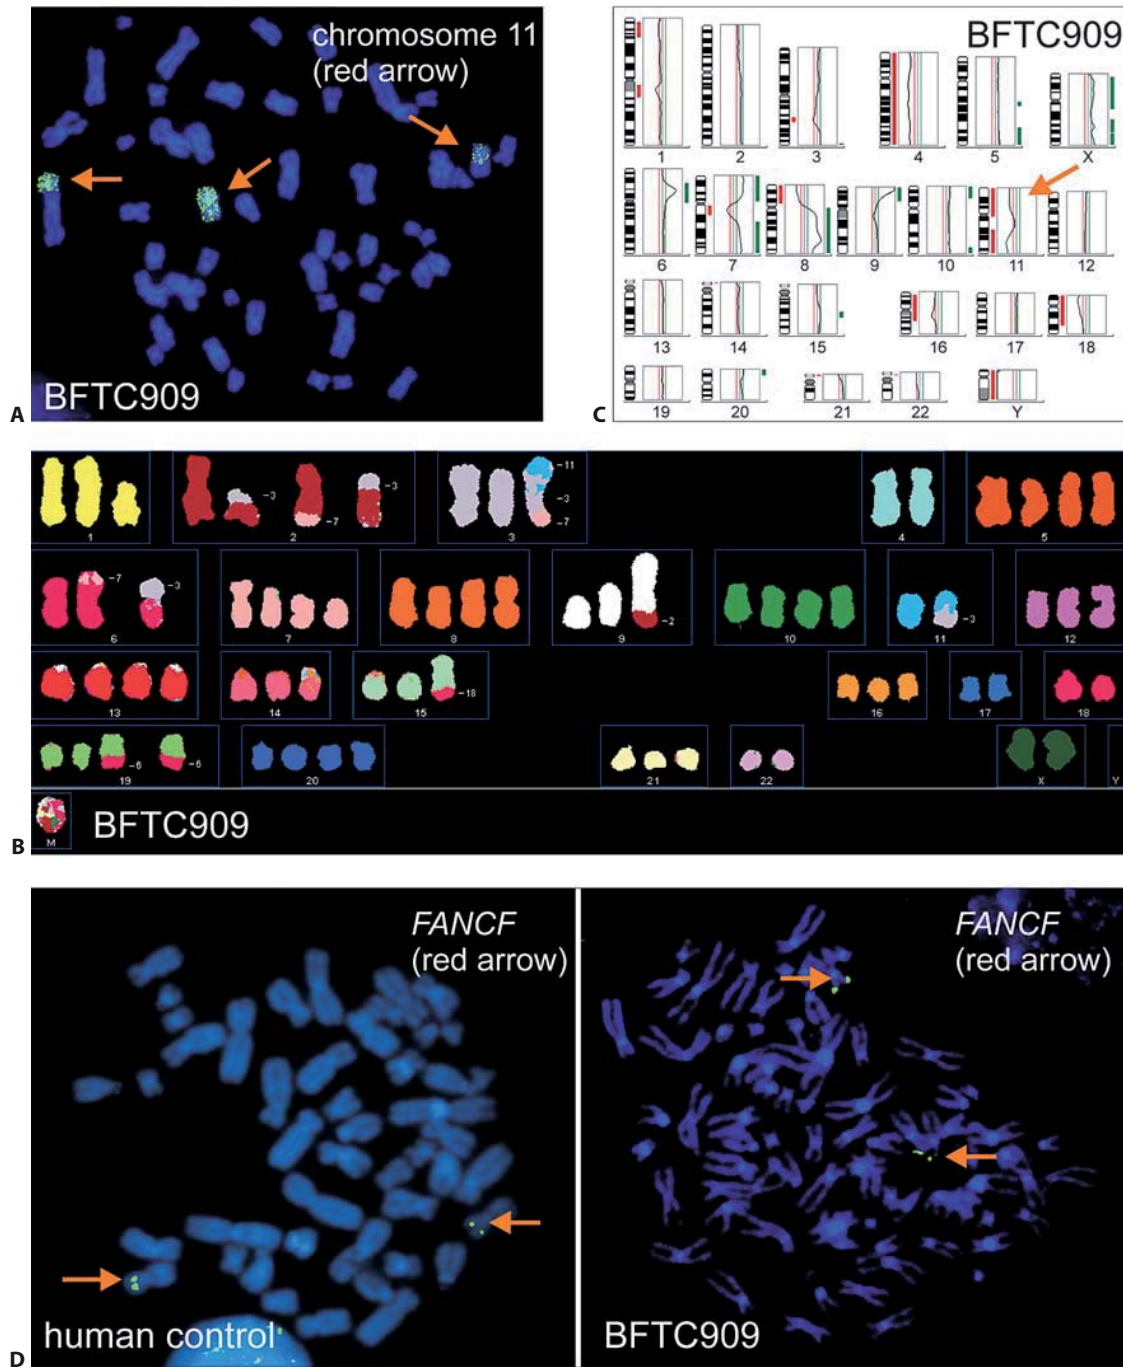 chromosome 11
(red arrow)
BFTC909
A
BFTC909
1 2 3 4 5 X
6 7 8 9 10 11 12
13 14 15 16 17 18
19 20 21 22 Y
C
-3 -3 -11
-3
-7 -7
1 2 3 4 5
-7 -3
-2 -3
6 7 8 9 10 11 12
-18
13 14 15 16 17 18
-6 -6
19 20 21 22 X Y
M
BFTC909
B
FANCF
(red arrow)
human control
FANCF
(red arrow)
BFTC909
D